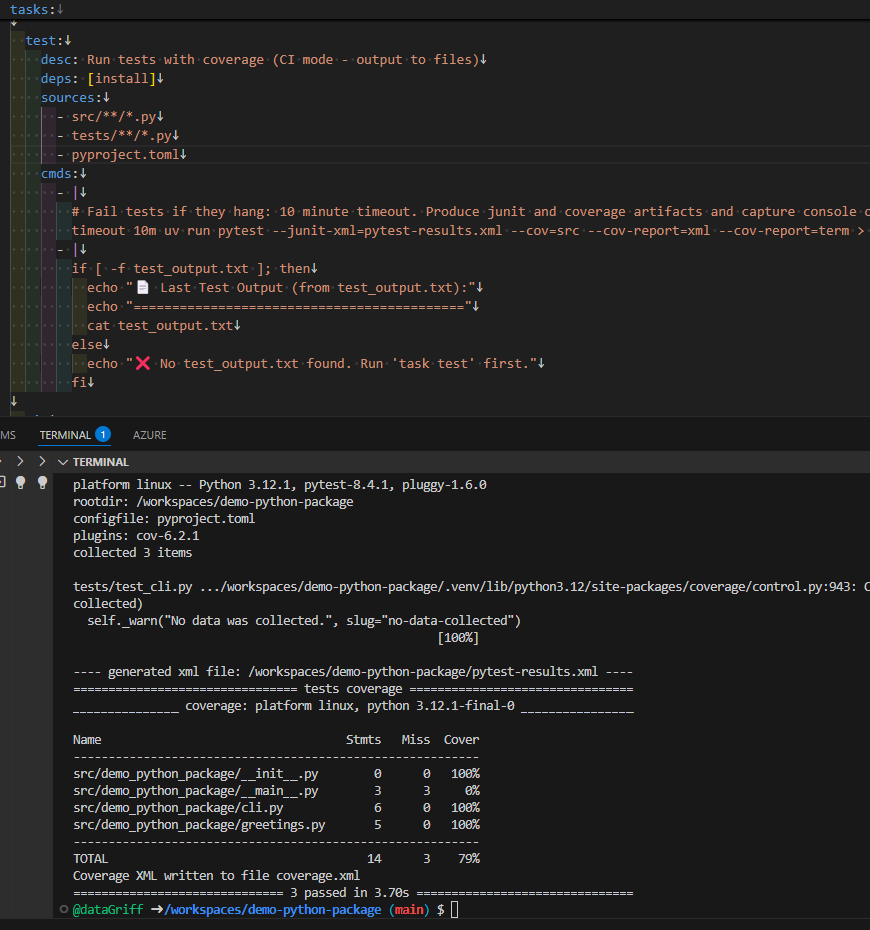 tasks:↓
↓
test:↓
desc: Run tests with coverage (CI mode - output to files)↓
deps: [install]↓
sources:↓
- src/**/*.py↓
- tests/**/*.py↓
- pyproject.toml↓
cmds:↓
- |↓
# Fail tests if they hang: 10 minute timeout. Produce junit and coverage artifacts and capture console
timeout 10m uv run pytest --junit-xml=pytest-results.xml --cov=src --cov-report=xml --cov-report=term >
- |↓
if [ -f test_output.txt ]; then↓
echo "📄 Last Test Output (from test_output.txt):"↓
echo "==========================================="↓
cat test_output.txt↓
else↓
echo "❌ No test_output.txt found. Run 'task test' first."↓
fi↓
↓
MS TERMINAL 1 AZURE
TERMINAL
platform linux -- Python 3.12.1, pytest-8.4.1, pluggy-1.6.0
rootdir: /workspaces/demo-python-package
configfile: pyproject.toml
plugins: cov-6.2.1
collected 3 items
tests/test_cli.py .../workspaces/demo-python-package/.venv/lib/python3.12/site-packages/coverage/control.py:943: C
collected)
self._warn("No data was collected.", slug="no-data-collected")
[100%]
---- generated xml file: /workspaces/demo-python-package/pytest-results.xml ----
================================ tests coverage ================================
_______________ coverage: platform linux, python 3.12.1-final-0 ________________
Name Stmts Miss Cover
----------------------------------------------------------
src/demo_python_package/__init__.py 0 0 100%
src/demo_python_package/__main__.py 3 3 0%
src/demo_python_package/cli.py 6 0 100%
src/demo_python_package/greetings.py 5 0 100%
----------------------------------------------------------
TOTAL 14 3 79%
Coverage XML written to file coverage.xml
============================== 3 passed in 3.70s ===============================
@dataGriff ➜/workspaces/demo-python-package (main) $